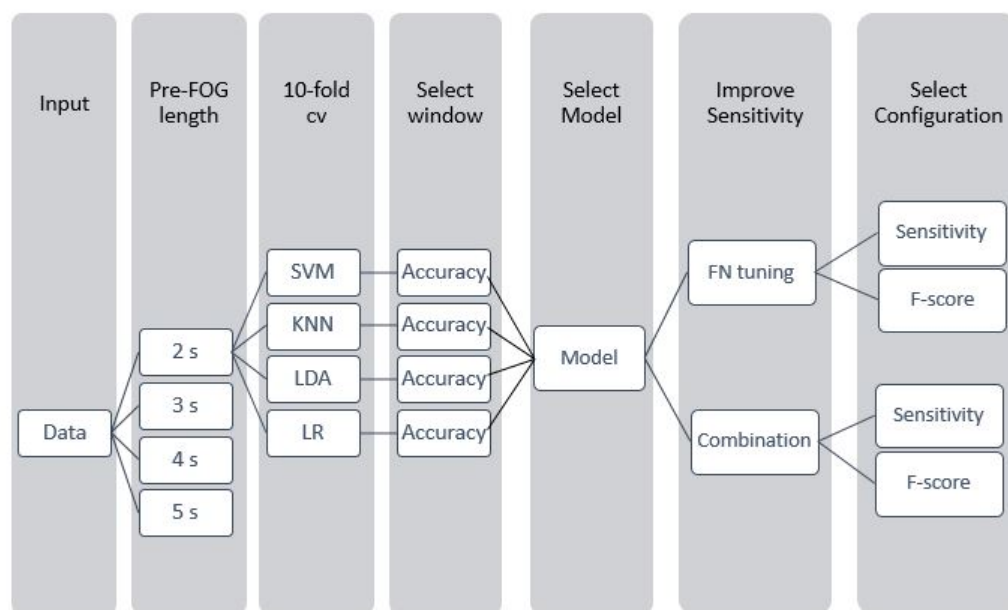 Input
Pre-FOG
length
10-fold
cv
Select
window
Select
Model
Improve
Sensitivity
Select
Configuration
Data
2 s
3 s
4 s
5 s
SVM
KNN
LDA
LR
Accuracy
Accuracy
Accuracy
Accuracy
Model
FN tuning
Combination
Sensitivity
F-score
Sensitivity
F-score